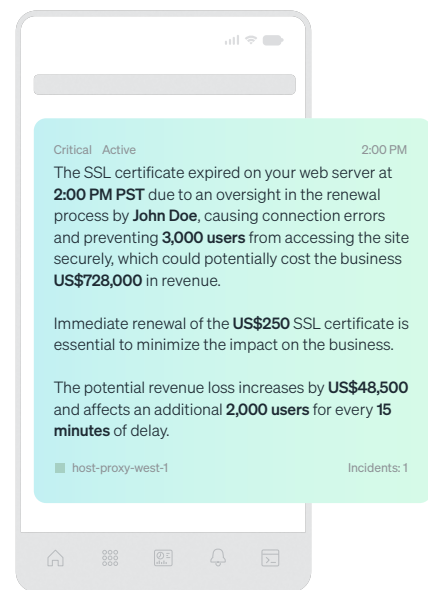 Critical Active 2:00 PM
The SSL certificate expired on your web server at
2:00 PM PST due to an oversight in the renewal
process by John Doe, causing connection errors
and preventing 3,000 users from accessing the site
securely, which could potentially cost the business
US$728,000 in revenue.
Immediate renewal of the US$250 SSL certificate is
essential to minimize the impact on the business.
The potential revenue loss increases by US$48,500
and affects an additional 2,000 users for every 15
minutes of delay.
host-proxy-west-1 Incidents: 1